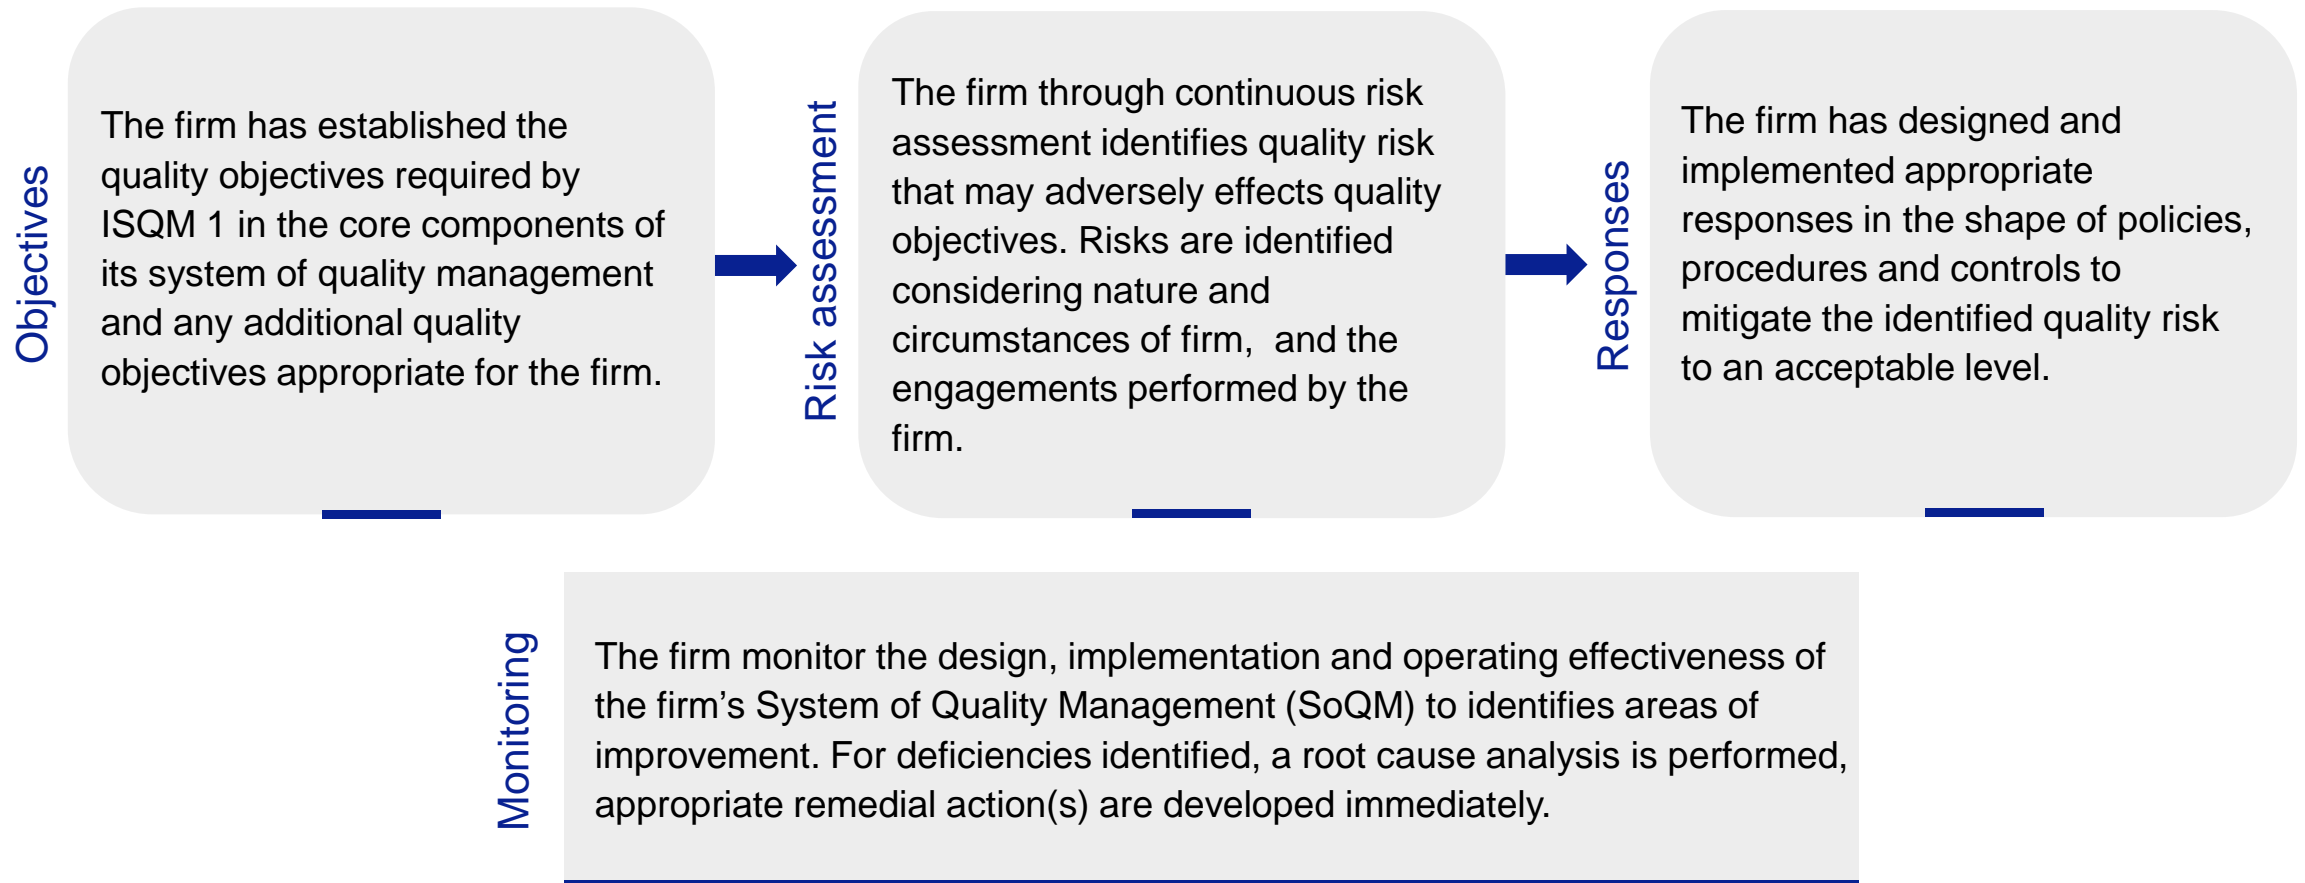 Objectives
The firm has established the
quality objectives required by
ISQM 1 in the core components of
its system of quality management
and any additional quality
objectives appropriate for the firm.
Risk assessment
The firm through continuous risk
assessment identifies quality risk
that may adversely effects quality
objectives. Risks are identified
considering nature and
circumstances of firm,  and the
engagements performed by the
firm.
Responses
The firm has designed and
implemented appropriate
responses in the shape of policies,
procedures and controls to
mitigate the identified quality risk
to an acceptable level.
Monitoring
The firm monitor the design, implementation and operating effectiveness of
the firm’s System of Quality Management (SoQM) to identifies areas of
improvement. For deficiencies identified, a root cause analysis is performed,
appropriate remedial action(s) are developed immediately.